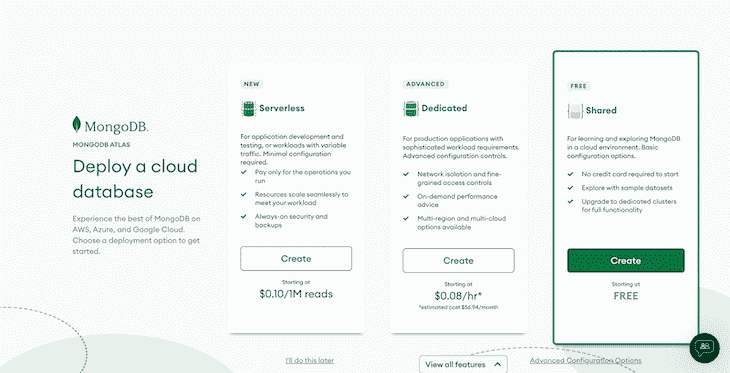 MongoDB.
MONGODB ATLAS
Deploy a cloud
database
Experience the best of MongoDB on
AWS, Azure, and Google Cloud.
Choose a deployment option to get
started.
NEW
Serverless
For application development and
testing, or workloads with variable
traffic. Minimal configuration
required.
Pay only for the operations you
run
Resources scale seamlessly to
meet your workload
Always-on security and
backups
Create
Starting at
$0.10/1M reads
ADVANCED
Dedicated
For production applications with
sophisticated workload requirements.
Advanced configuration controls.
Network isolation and fine-
grained access controls
On-demand performance
advice
Multi-region and multi-cloud
options available
Create
Starting at
$0.08/hr*
*estimated cost $56.94/month
FREE
Shared
For learning and exploring MongoDB
in a cloud environment. Basic
configuration options.
No credit card required to start
Explore with sample datasets
Upgrade to dedicated clusters
for full functionality
Create
Starting at
FREE
I'll do this later
View all features
Advanced Configuration Options